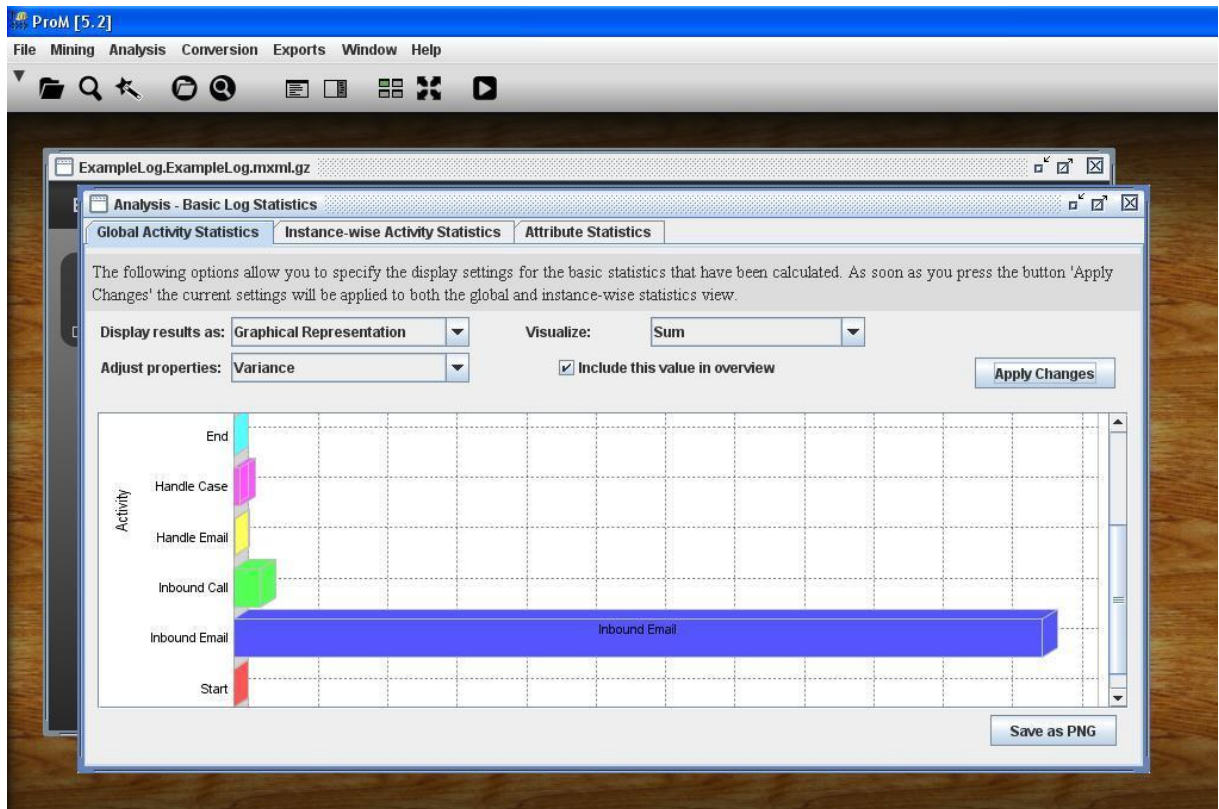 ProM [5.2]
File Mining Analysis Conversion Exports Window Help
ExampleLog.ExampleLog.mxml.gz
Analysis - Basic Log Statistics
Global Activity Statistics Instance-wise Activity Statistics Attribute Statistics
The following options allow you to specify the display settings for the basic statistics that have been calculated. As soon as you press the button 'Apply
Changes' the current settings will be applied to both the global and instance-wise statistics view.
Display results as: Graphical Representation Visualize: Sum
Adjust properties: Variance Include this value in overview Apply Changes
End
Handle Case
Activity
Handle Email
Inbound Call
Inbound Email Inbound Email
Start
Save as PNG